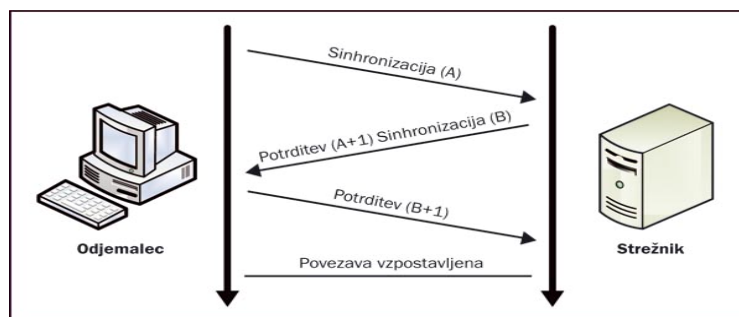 Sinhronizacija (A)
Potrditev (A+1) Sinhronizacija (B)
Potrditev (B+1)
Odjemalec
Strežnik
Povezava vzpostavljena